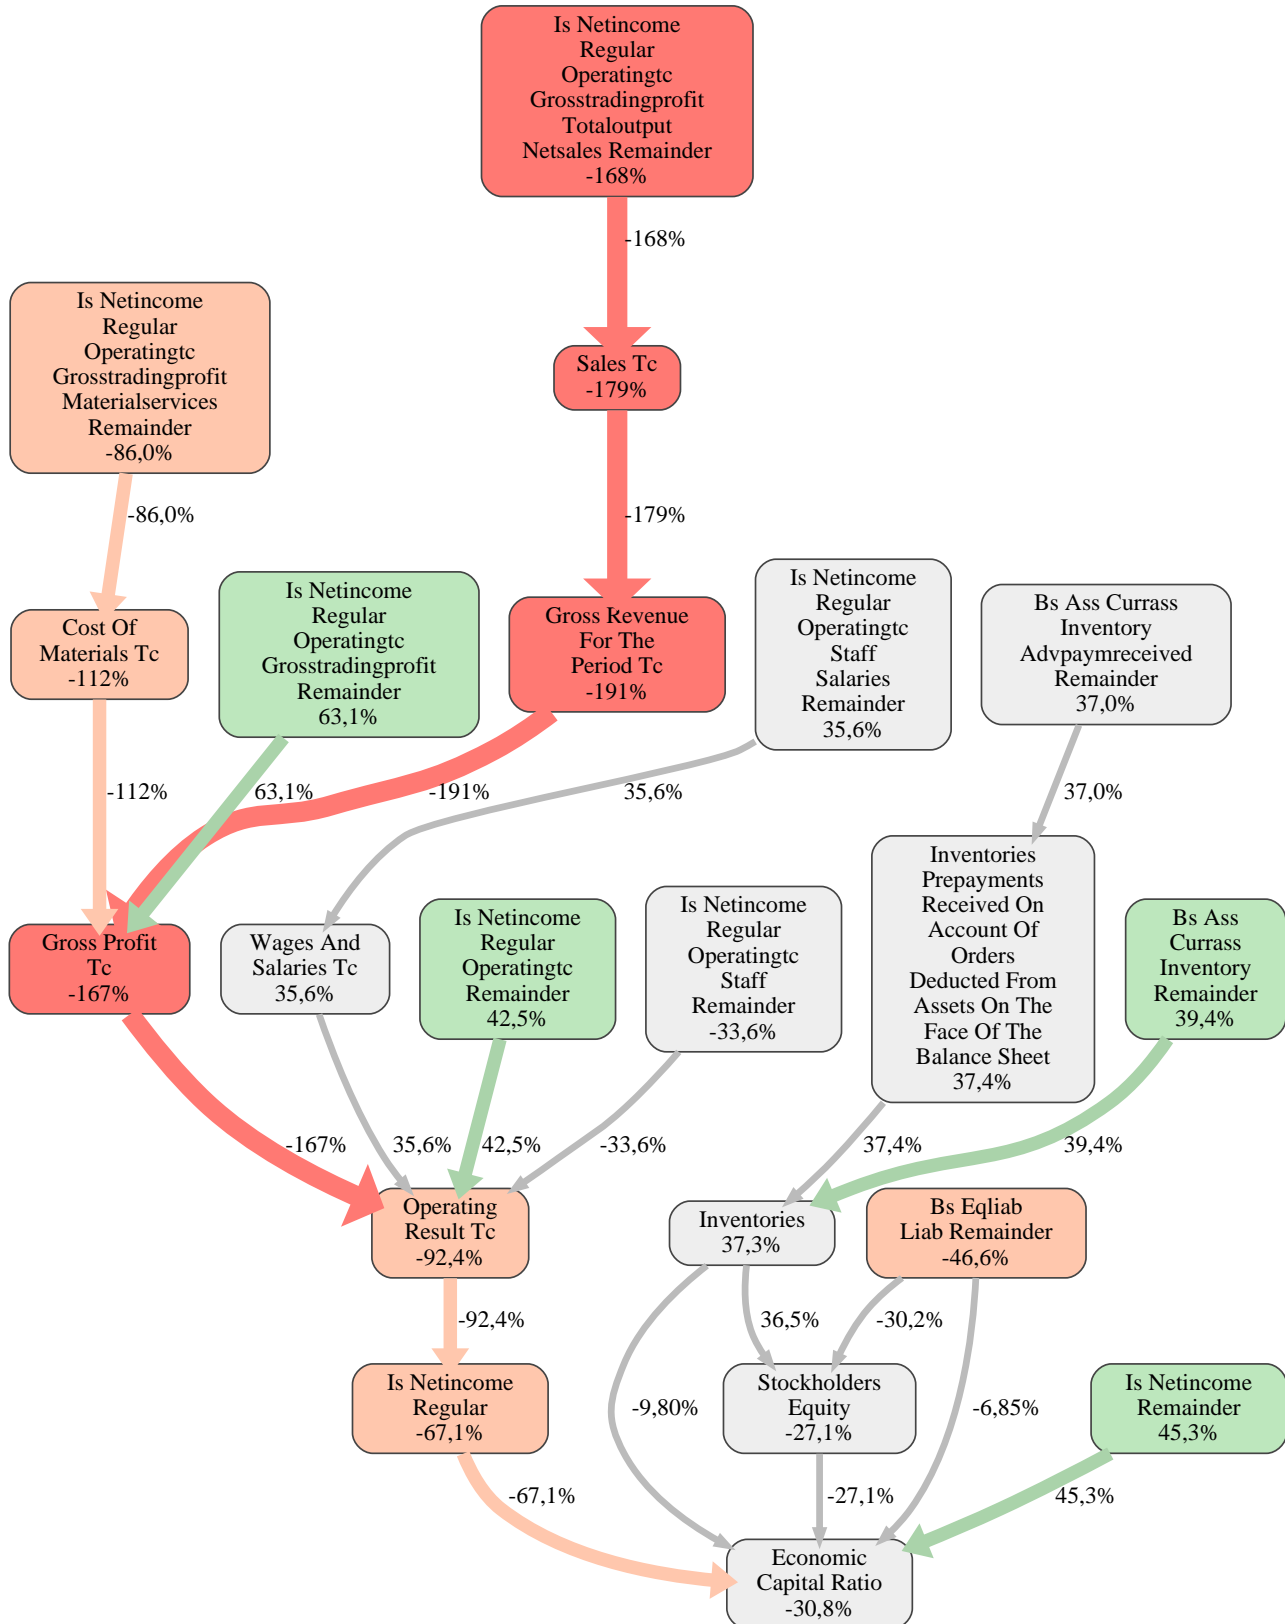 Is Netincome
Regular
Operatingtc
Grosstradingprofit
Totaloutput
Netsales Remainder
-168%
-168%
Is Netincome
Regular
Operatingtc
Grosstradingprofit
Materialservices
Remainder
-86,0%
Sales Tc
-179%
-86,0%
-179%
Is Netincome
Regular
Operatingtc
Grosstradingprofit
Remainder
63,1%
Is Netincome
Regular
Operatingtc
Staff
Salaries
Remainder
35,6%
Bs Ass Currass
Inventory
Advpaymreceived
Remainder
37,0%
Cost Of
Materials Tc
-112%
Gross Revenue
For The
Period Tc
-191%
-112%
63,1%
-191%
35,6%
37,0%
Inventories
Prepayments
Received On
Account Of
Orders
Deducted From
Assets On The
Face Of The
Balance Sheet
37,4%
Gross Profit
Tc
-167%
Wages And
Salaries Tc
35,6%
Is Netincome
Regular
Operatingtc
Remainder
42,5%
Is Netincome
Regular
Operatingtc
Staff
Remainder
-33,6%
Bs Ass
Currass
Inventory
Remainder
39,4%
-167%
35,6%
42,5%
-33,6%
37,4%
39,4%
Operating
Result Tc
-92,4%
Inventories
37,3%
Bs Eqliab
Liab Remainder
-46,6%
-92,4%
36,5%
-30,2%
Is Netincome
Regular
-67,1%
-9,80%
Stockholders
Equity
-27,1%
-6,85%
Is Netincome
Remainder
45,3%
-67,1%
-27,1%
45,3%
Economic
Capital Ratio
-30,8%